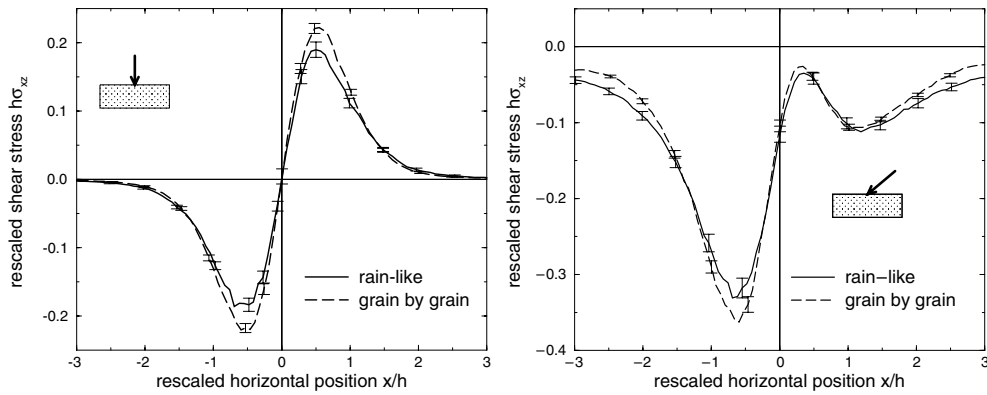 0.2
0.1
0.0
-0.1
-0.2
-3 -2 -1 0 1 2 3
rescaled shear stress hσxz
rescaled horizontal position x/h
rain-like
grain by grain
0.0
−0.1
−0.2
−0.3
−0.4
−3 −2 −1 0 1 2 3
rescaled shear stress hσxz
rescaled horizontal position x/h
rain−like
grain by grain